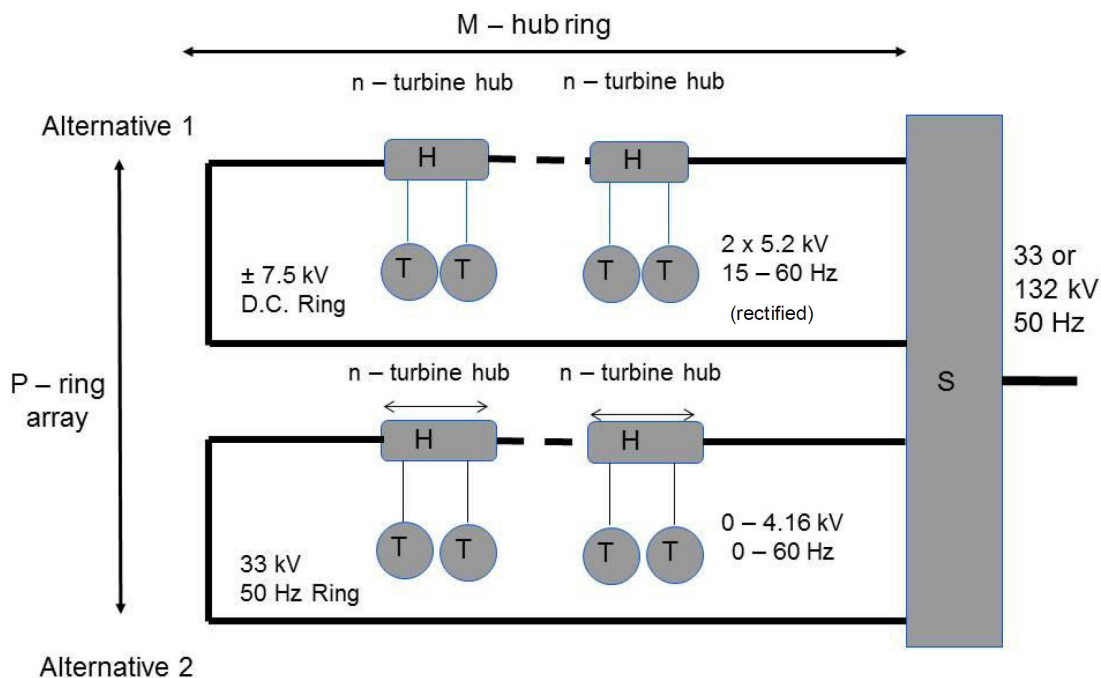 M – hub ring
n – turbine hub
n – turbine hub
Alternative 1
H
H
T
T
T
T
± 7.5 kV
D.C. Ring
2 x 5.2 kV
15 – 60 Hz
(rectified)
33 or
132 kV
50 Hz
P – ring
array
S
n – turbine hub
n – turbine hub
H
H
T
T
T
T
33 kV
50 Hz Ring
0 – 4.16 kV
0 – 60 Hz
Alternative 2